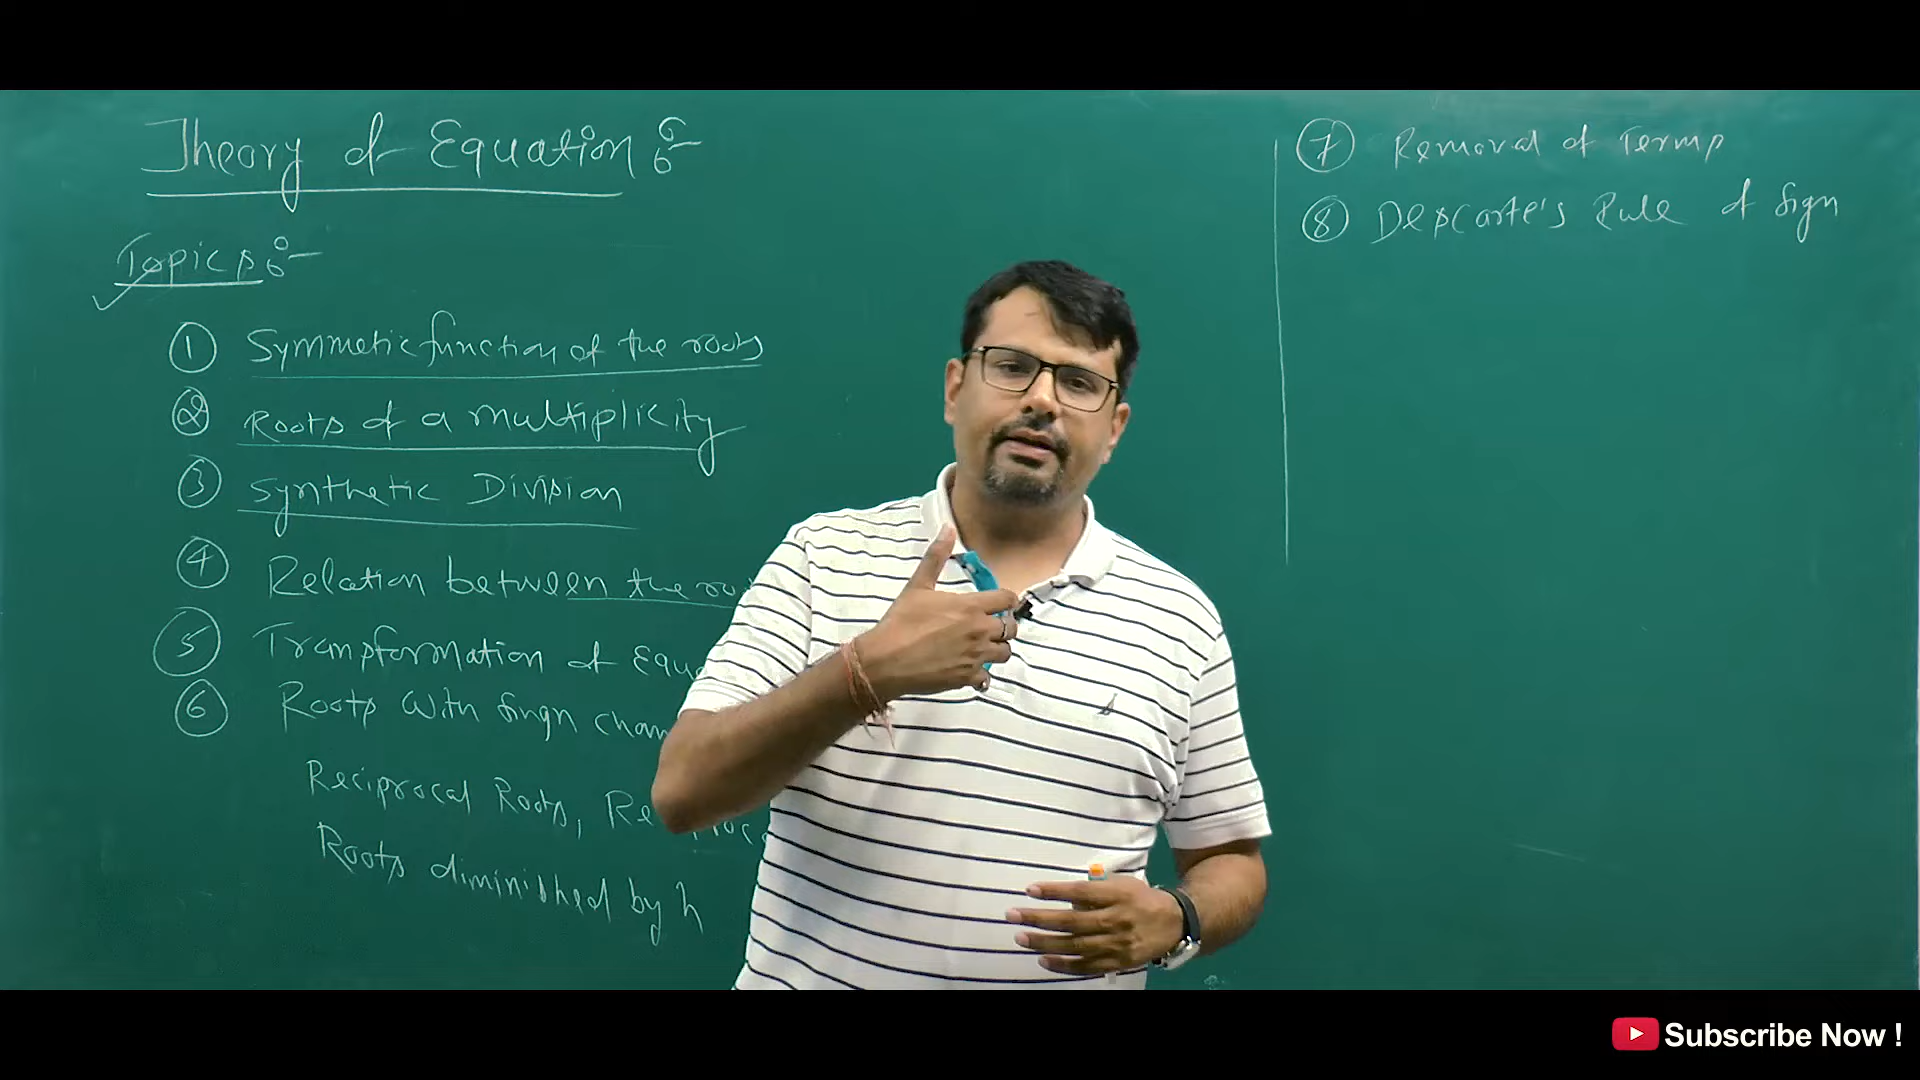 Theory of Equation :-
Topics :-
① Symmetic function of the roots
② Roots of a multiplicity
③ Synthetic Division
④ Relation between the
⑤ Transformation of
⑥ Roots with Singn
Reciprocal Roots,
Roots diminished by h
⑦ Removal of Terms
⑧ Descarte's Rule of Sign
Subscribe Now !